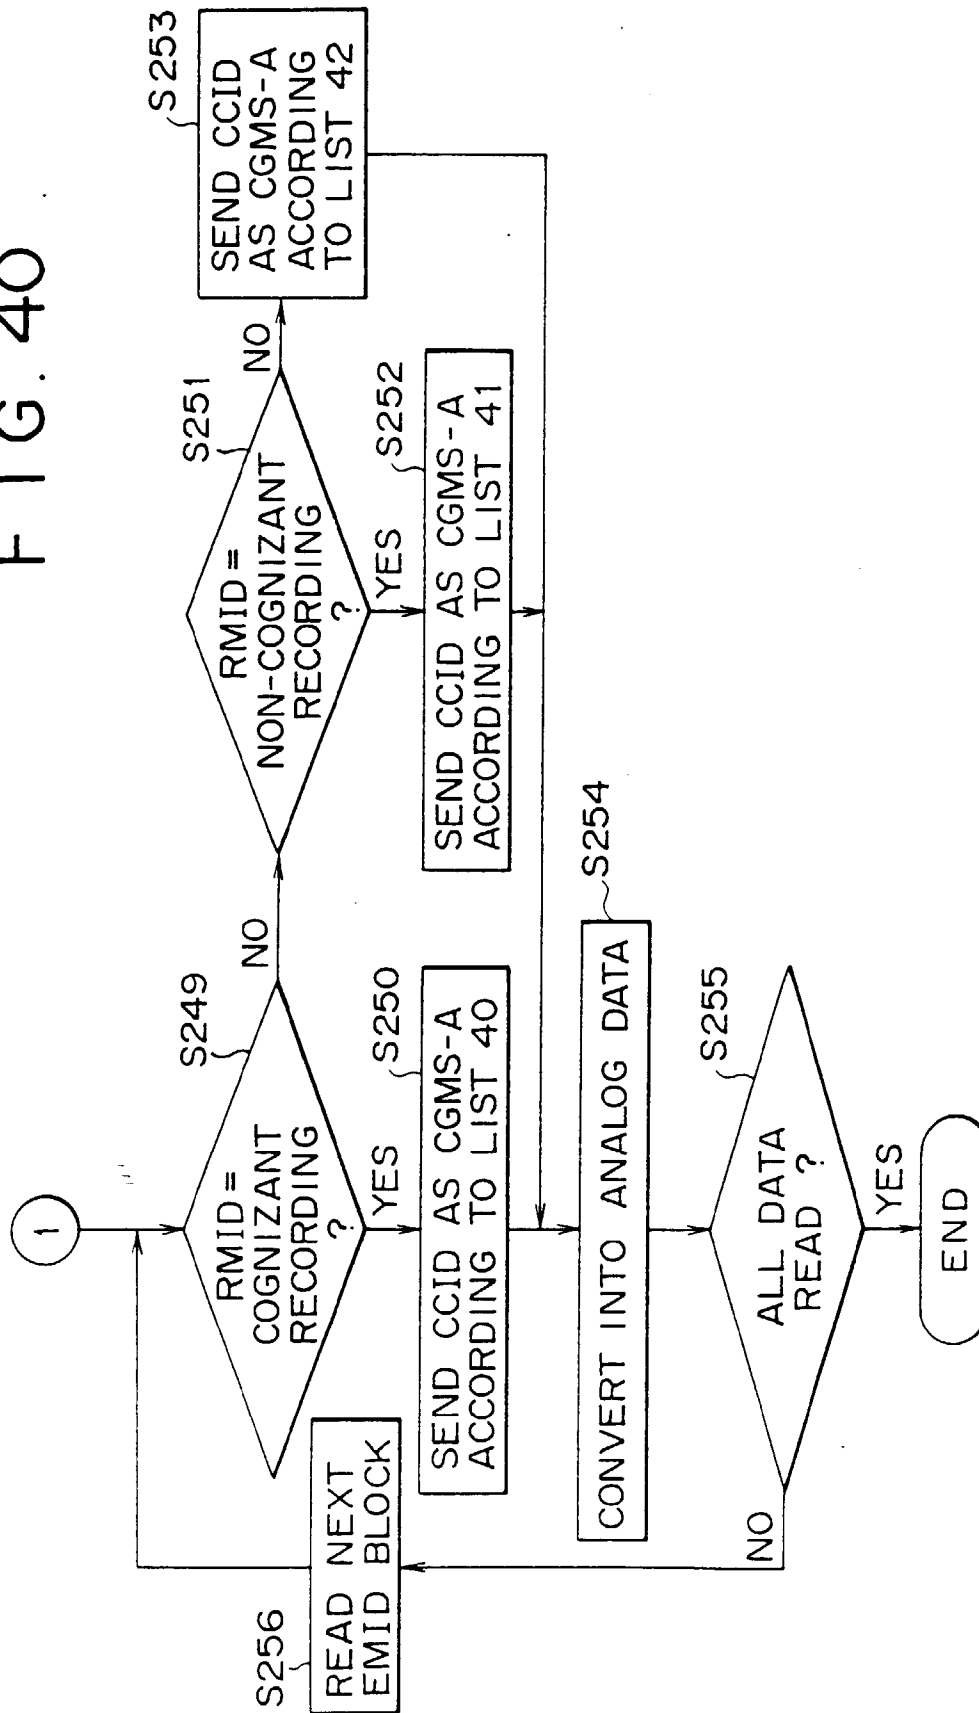 F I G. 40
1
S249
RMID=
COGNIZANT
RECORDING
?
NO
YES
S250
SEND CCID AS CGMS-A
ACCORDING TO LIST 40
S251
RMID=
NON-COGNIZANT
RECORDING
?
NO
YES
S252
SEND CCID AS CGMS-A
ACCORDING TO LIST 41
S253
SEND CCID
AS CGMS-A
ACCORDING
TO LIST 42
S254
CONVERT INTO ANALOG DATA
S255
ALL DATA
READ ?
NO
YES
S256
READ NEXT
EMID BLOCK
END